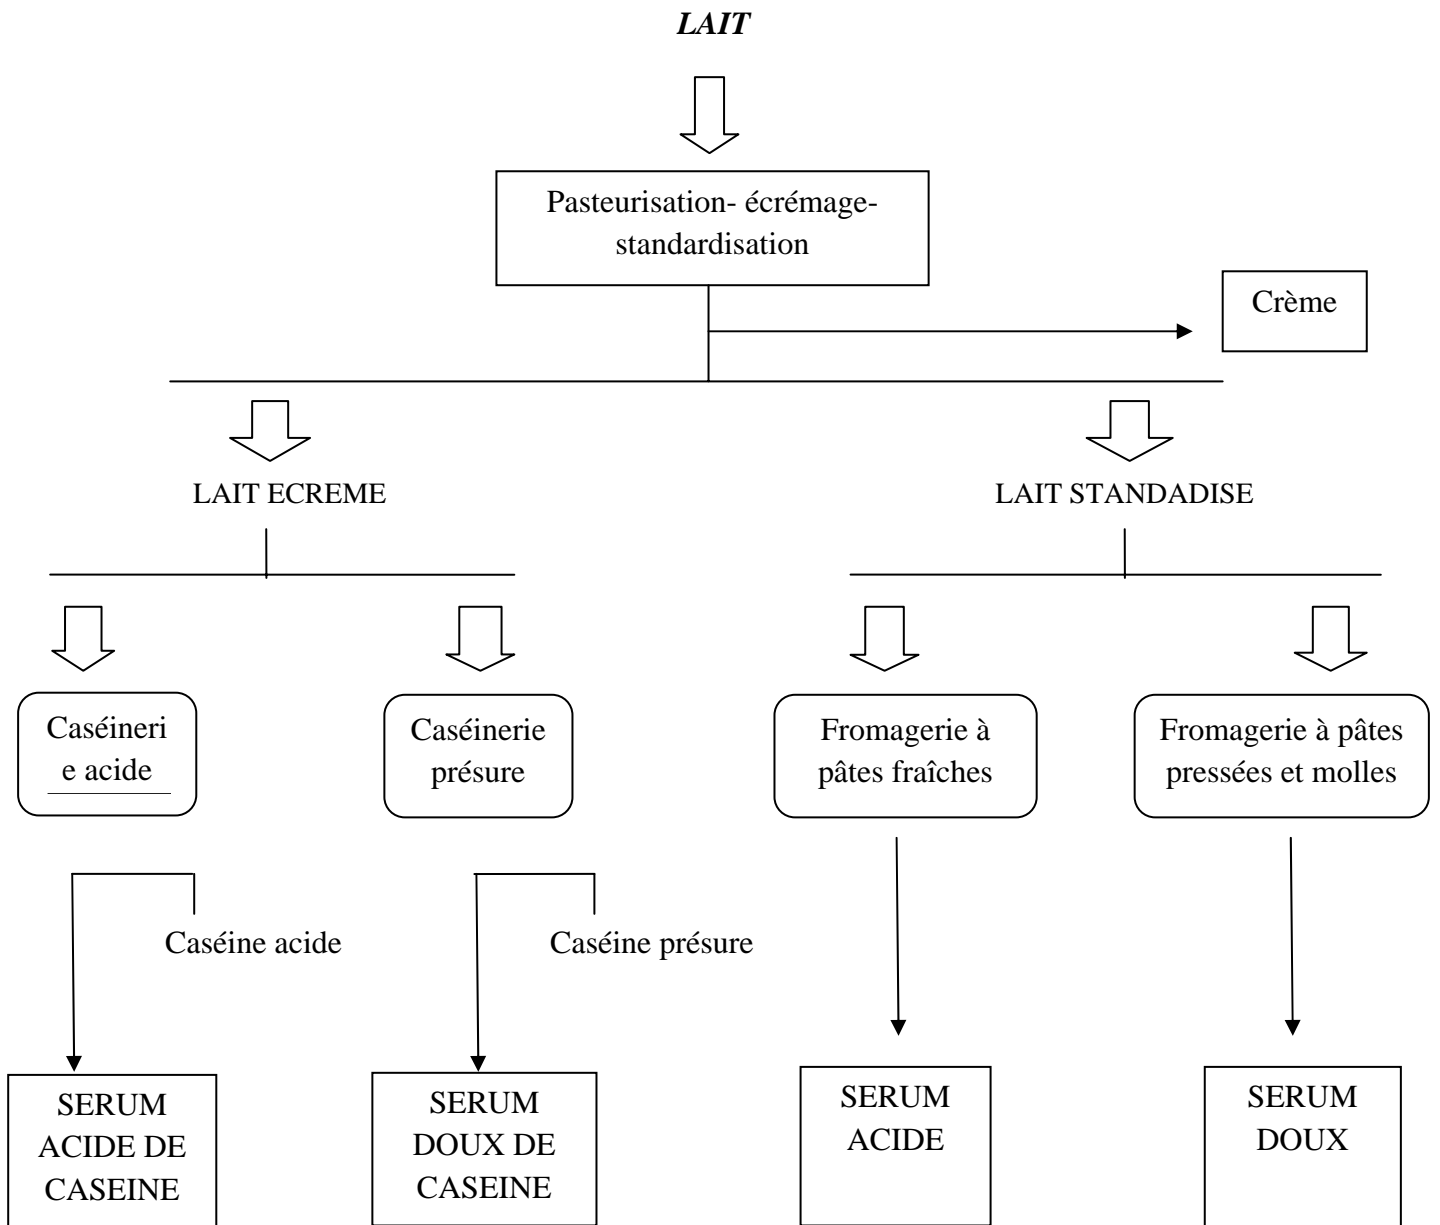 LAIT
Pasteurisation- écrémage-
standardisation
Crème
LAIT ECREME
LAIT STANDADISE
Caséineri
e acide
Caséinerie
présure
Fromagerie à
pâtes fraîches
Fromagerie à pâtes
pressées et molles
Caséine acide
Caséine présure
SERUM
ACIDE DE
CASEINE
SERUM
DOUX DE
CASEINE
SERUM
ACIDE
SERUM
DOUX